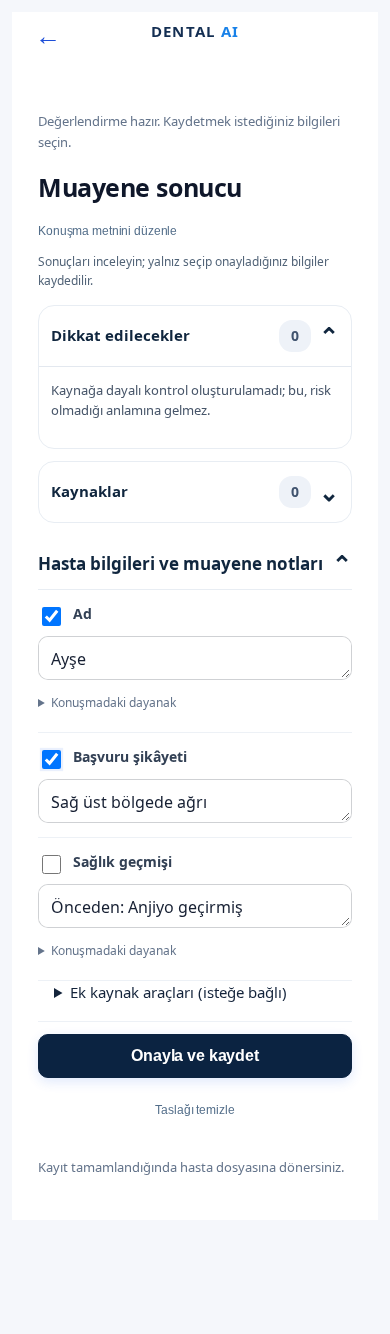 ←
DENTAL AI
Değerlendirme hazır. Kaydetmek istediğiniz bilgileri
seçin.
Muayene sonucu
Konuşma metnini düzenle
Sonuçları inceleyin; yalnız seçip onayladığınız bilgiler
kaydedilir.
Dikkat edilecekler 0
Kaynağa dayalı kontrol oluşturulamadı; bu, risk
olmadığı anlamına gelmez.
Kaynaklar 0
Hasta bilgileri ve muayene notları
Ad
Ayşe
Konuşmadaki dayanak
Başvuru şikâyeti
Sağ üst bölgede ağrı
Sağlık geçmişi
Önceden: Anjiyo geçirmiş
Konuşmadaki dayanak
Ek kaynak araçları (isteğe bağlı)
Onayla ve kaydet
Taslağı temizle
Kayıt tamamlandığında hasta dosyasına dönersiniz.